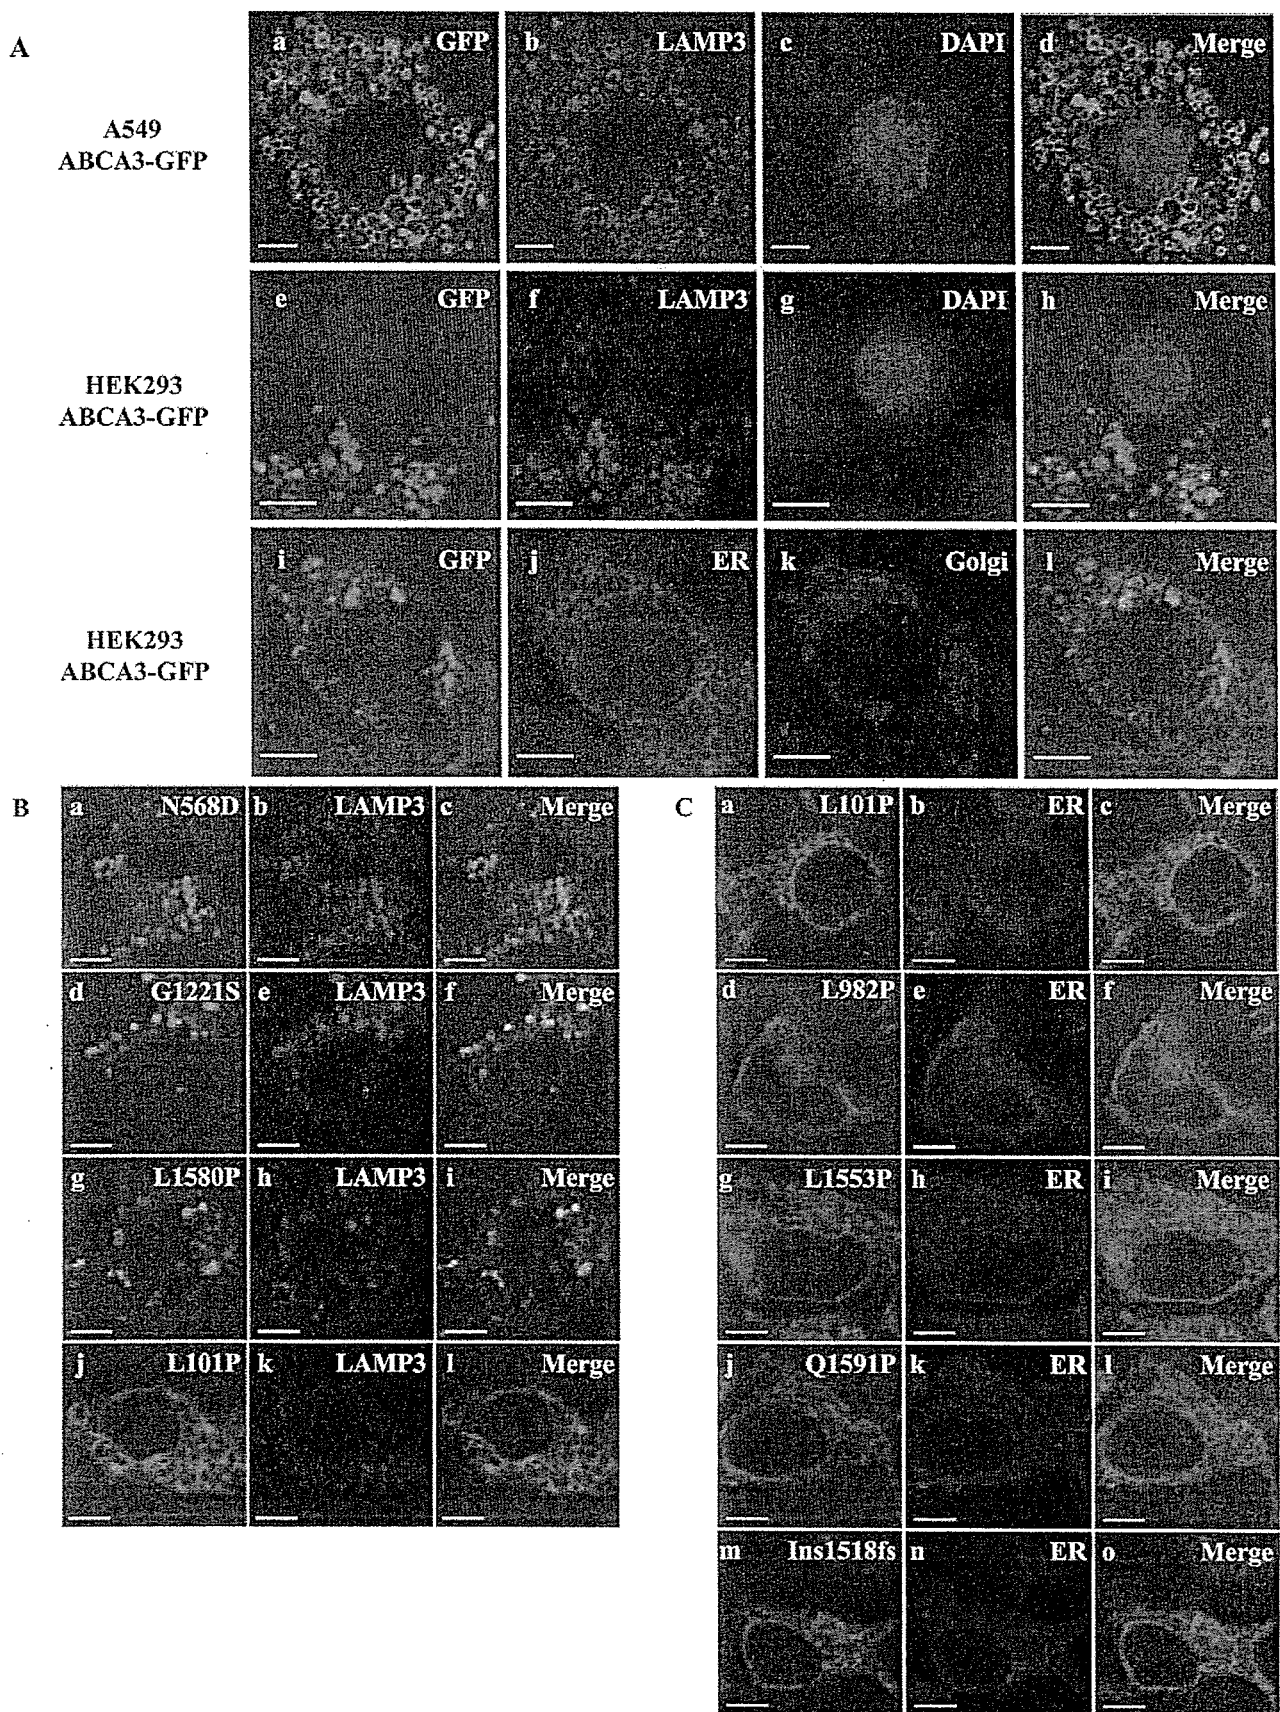 A
a GFP b LAMP3 c DAPI d Merge
A549
ABCA3-GFP
e GFP f LAMP3 g DAPI h Merge
HEK293
ABCA3-GFP
i GFP j ER k Golgi l Merge
HEK293
ABCA3-GFP
B
a N568D b LAMP3 c Merge
d G1221S e LAMP3 f Merge
g L1580P h LAMP3 i Merge
j L101P k LAMP3 l Merge
C
a L101P b ER c Merge
d L982P e ER f Merge
g L1553P h ER i Merge
j Q1591P k ER l Merge
m Ins1518fs n ER o Merge